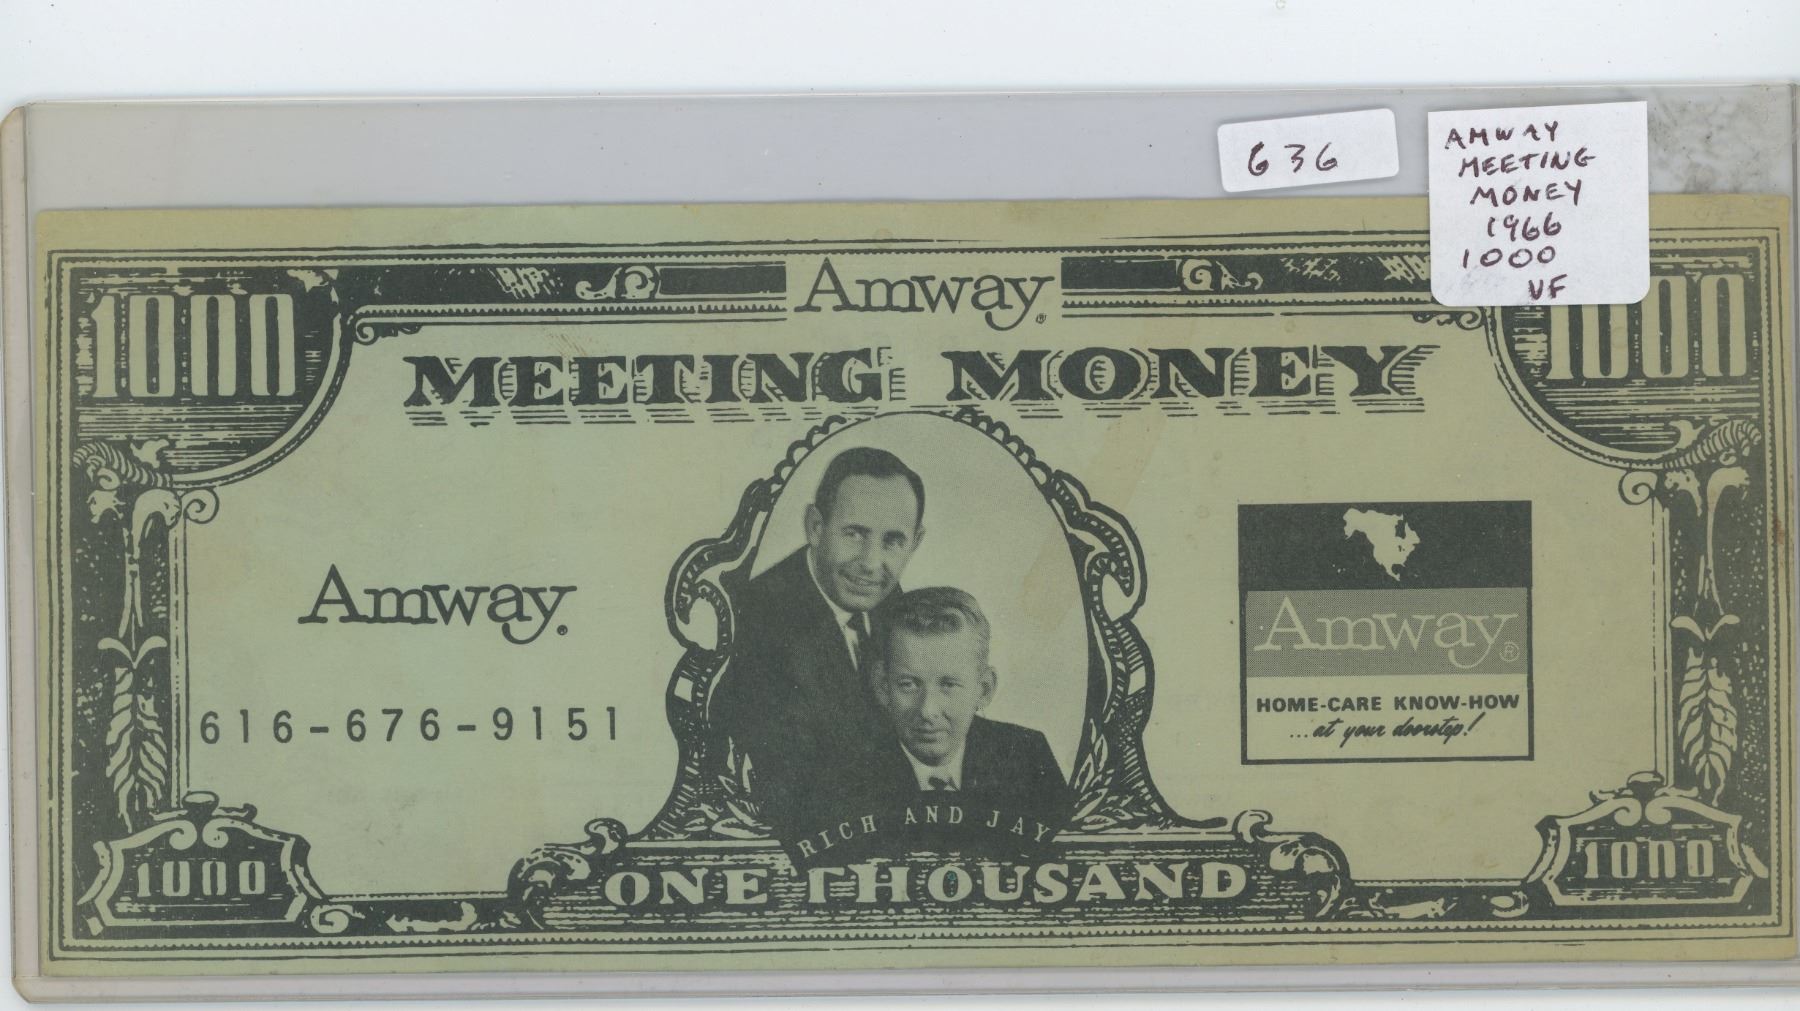 636
AMWAY
MEETING
MONEY
1966
1000
VF
1000
Amway®
1000
MEETING MONEY
Amway®
616-676-9151
Amway®
HOME-CARE KNOW-HOW
...at your doorstep!
RICH AND JAY
1000
ONE THOUSAND
1000